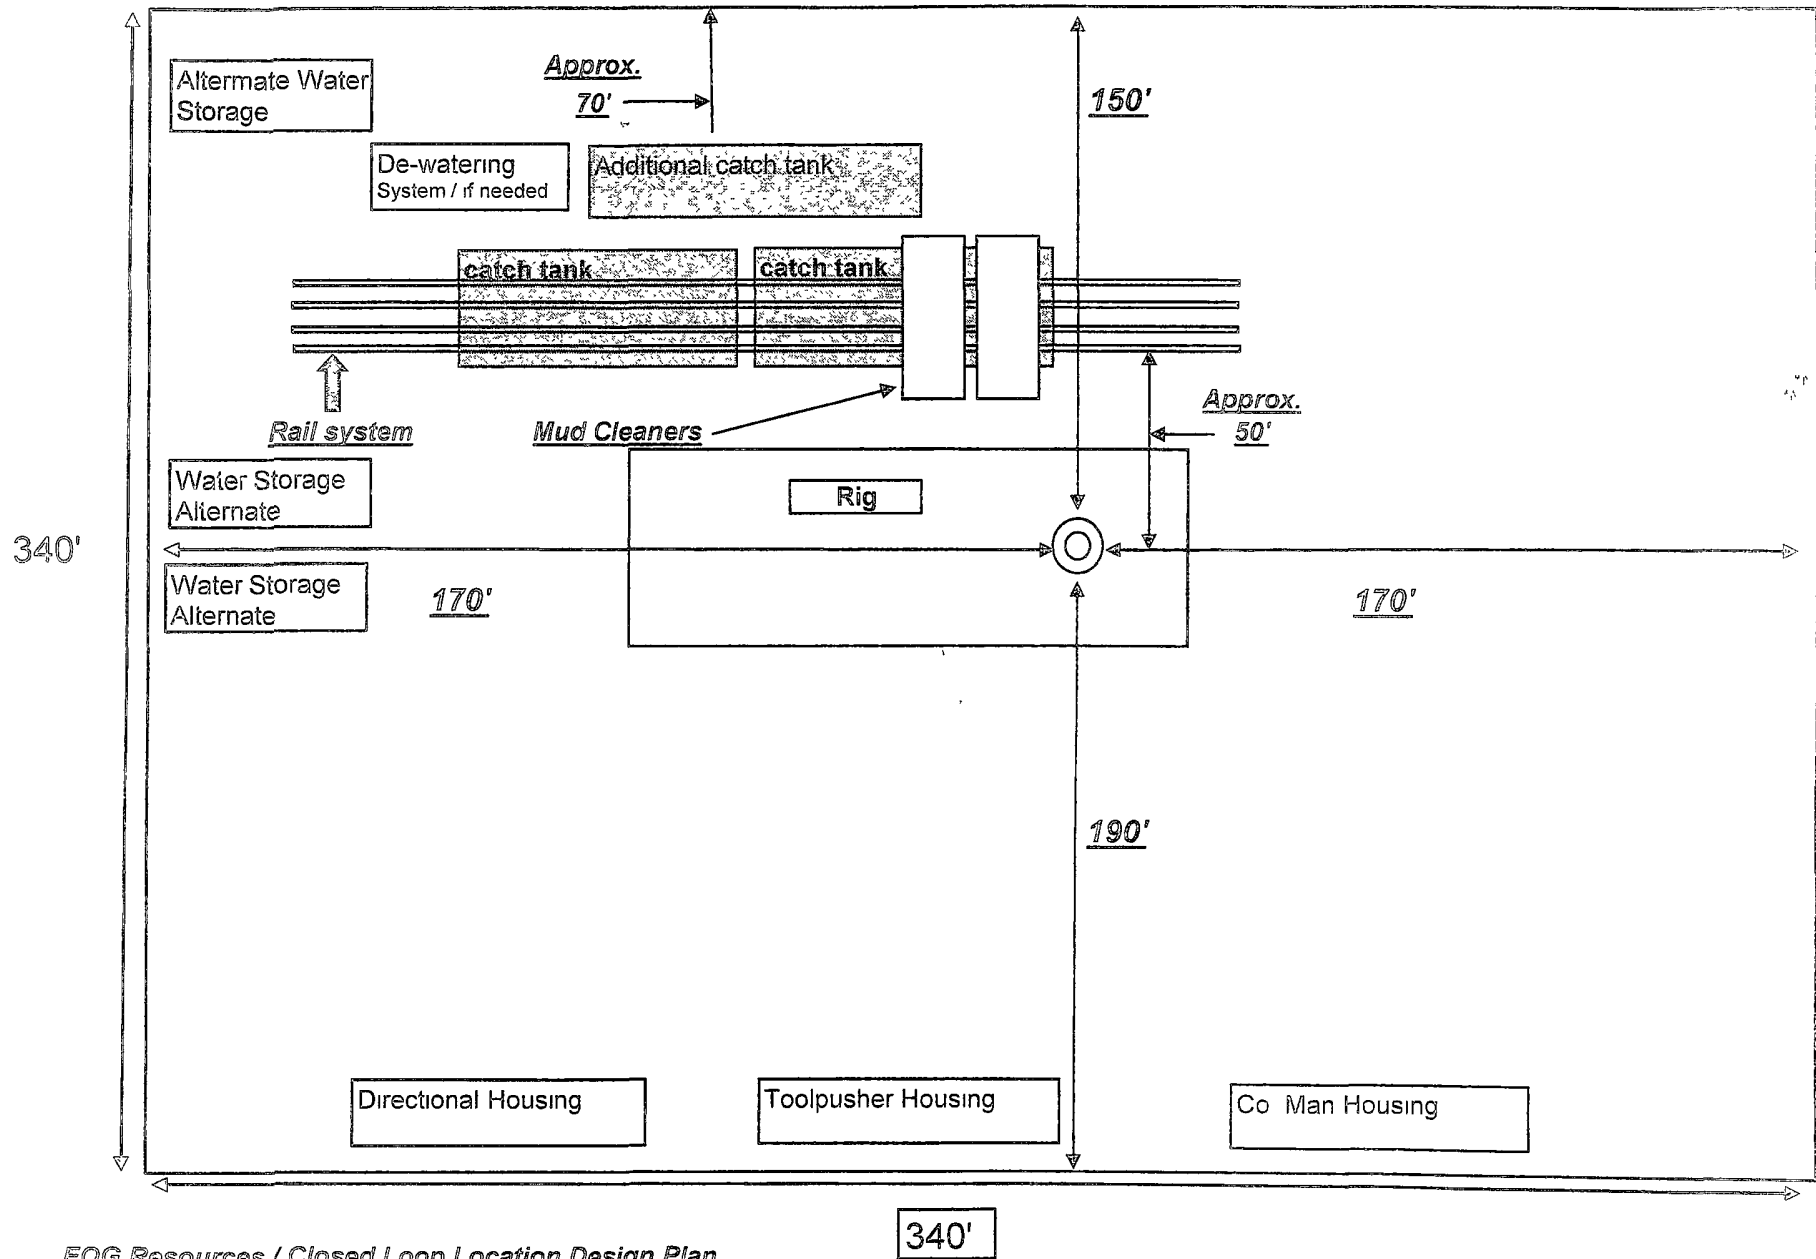 Altermate Water
Storage
Approx.
70'
150'
De-watering
System / if needed
Additional catch tank
catch tank
catch tank
Rail system
Mud Cleaners
Approx.
50'
Water Storage
Alternate
Rig
340'
Water Storage
Alternate
170'
170'
190'
Directional Housing
Toolpusher Housing
Co Man Housing
340'
EOG Resources / Closed Loop Location Design Plan